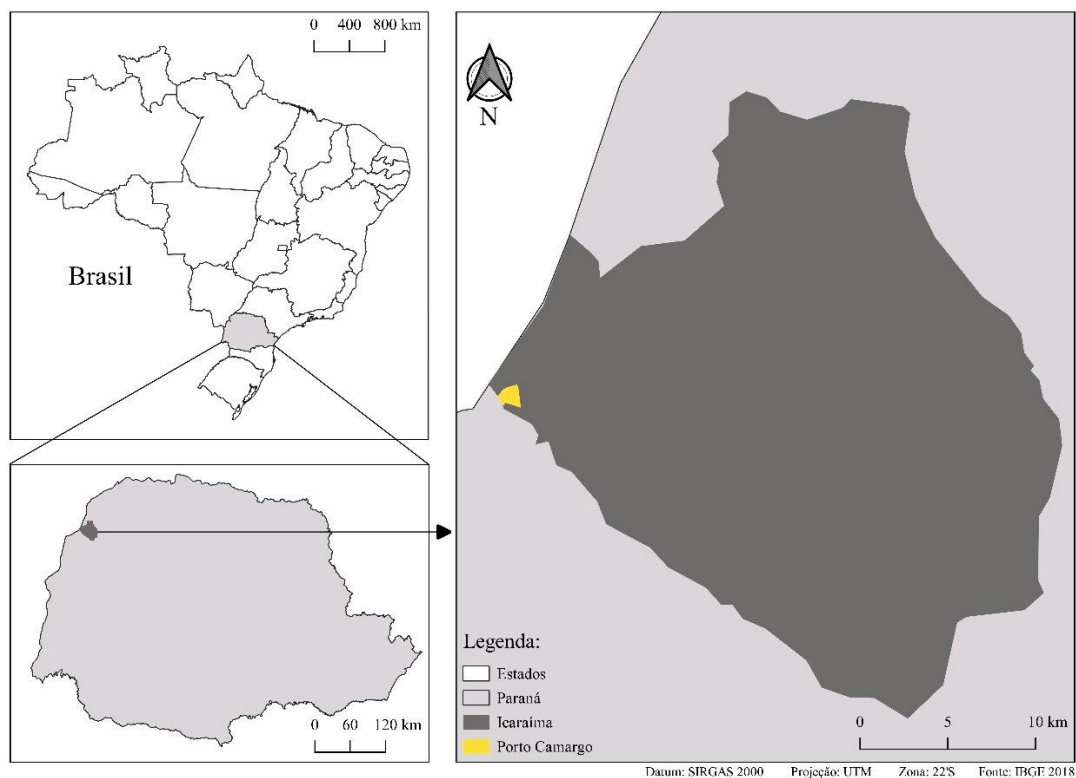 0 400 800 km
Brasil
0 60 120 km
N
Legenda:
Estados
Paraná
Icaraíma
Porto Camargo
0 5 10 km
Datum: SIRGAS 2000 Projeção: UTM Zona: 22'S Fonte: IBGE 2018